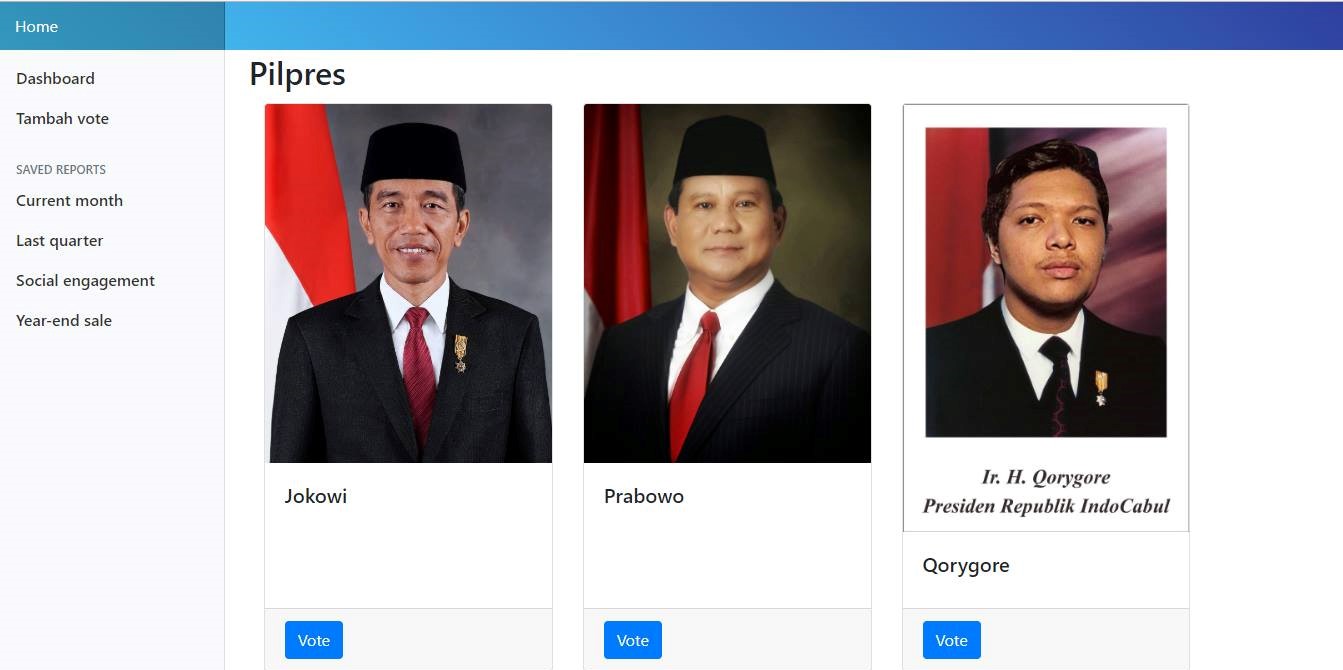 Home
Dashboard
Tambah vote
SAVED REPORTS
Current month
Last quarter
Social engagement
Year-end sale
Pilpres
Jokowi
Vote
Prabowo
Vote
Ir. H. Qorygore
Presiden Republik IndoCabul
Qorygore
Vote